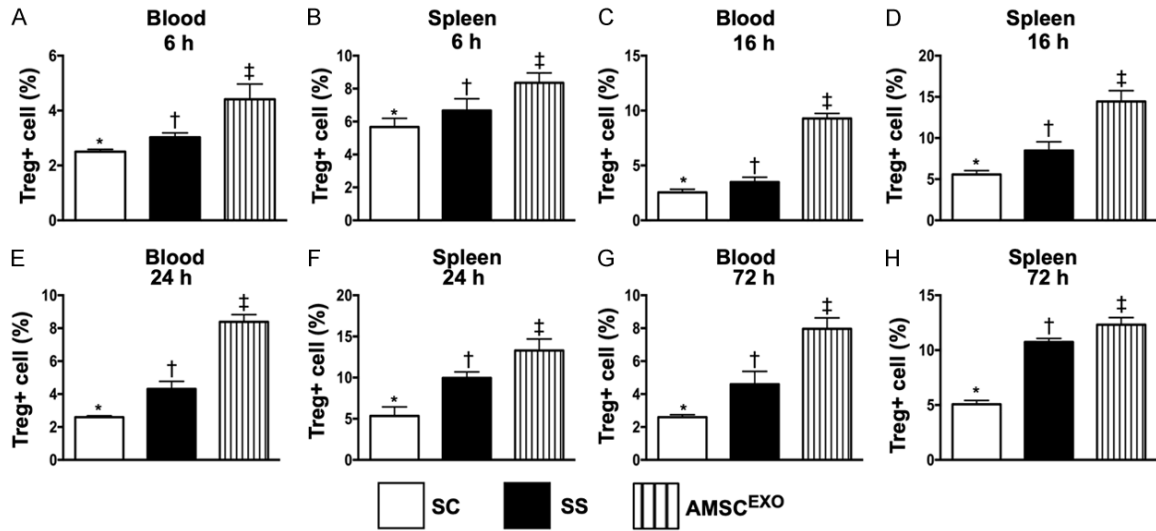 A Blood 6 h
Treg+ cell (%)
6
4
2
0
* † ‡
B Spleen 6 h
Treg+ cell (%)
10
8
6
4
2
0
* † ‡
C Blood 16 h
Treg+ cell (%)
15
10
5
0
* † ‡
D Spleen 16 h
Treg+ cell (%)
20
15
10
5
0
* † ‡
E Blood 24 h
Treg+ cell (%)
10
8
6
4
2
0
* † ‡
F Spleen 24 h
Treg+ cell (%)
20
15
10
5
0
* † ‡
G Blood 72 h
Treg+ cell (%)
10
8
6
4
2
0
* † ‡
H Spleen 72 h
Treg+ cell (%)
15
10
5
0
* † ‡
SC SS AMSC^EXO